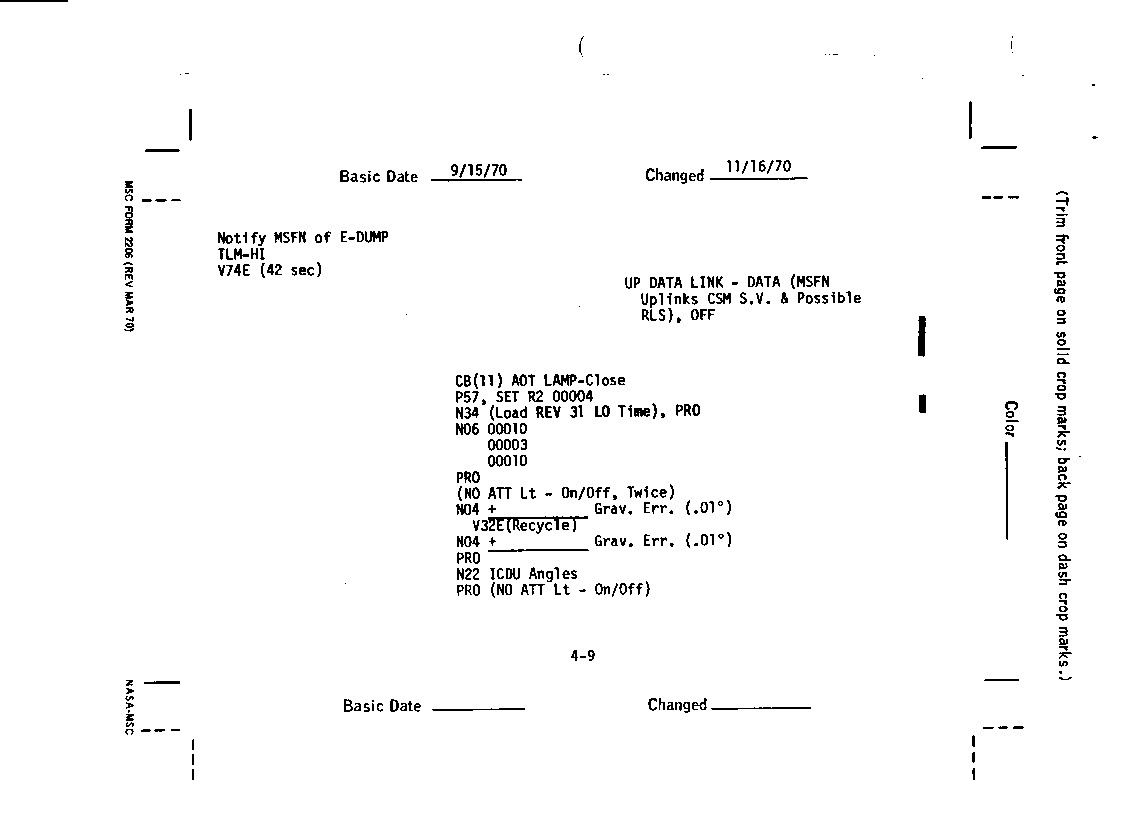 Basic Date 9/15/70 Changed 11/16/70
Notify MSFN of E-DUMP
TLM-HI
V74E (42 sec)
UP DATA LINK - DATA (MSFN
Uplinks CSM S.V. & Possible
RLS), OFF
CB(11) AOT LAMP-Close
P57, SET R2 00004
N34 (Load REV 31 LO Time), PRO
N06 00010
00003
00010
PRO
(NO ATT Lt - On/Off, Twice)
N04 +__________ Grav. Err. (.01°)
V32E(Recycle)
N04 +__________ Grav. Err. (.01°)
PRO
N22 ICDU Angles
PRO (NO ATT Lt - On/Off)
4-9
Basic Date __________ Changed __________
MSC FORM 2206 (REV MAR 70)
NASA-MSC
Color __________
(Trim front page on solid crop marks; back page on dash crop marks.)